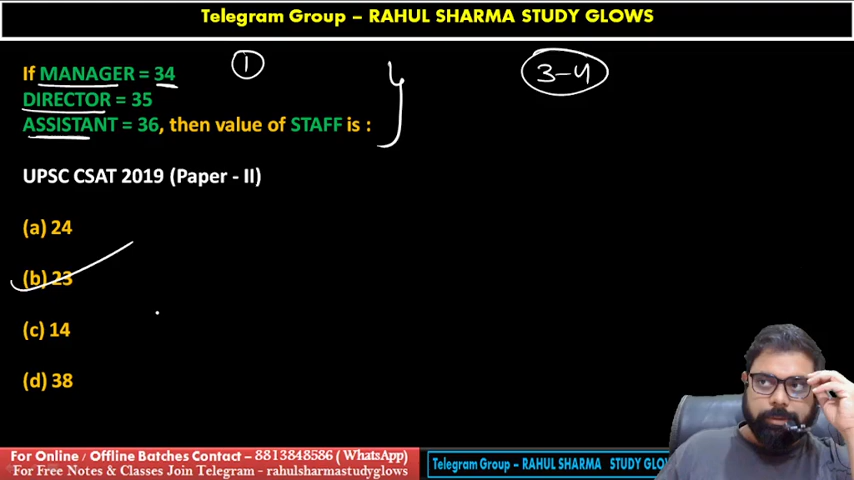 Telegram Group – RAHUL SHARMA STUDY GLOWS
If MANAGER = 34
1
3-4
DIRECTOR = 35
ASSISTANT = 36, then value of STAFF is :
UPSC CSAT 2019 (Paper - II)
(a) 24
(b) 23
(c) 14
(d) 38
For Online / Offline Batches Contact – 8813848586 ( WhatsApp)
For Free Notes & Classes Join Telegram - rahulsharmastudyglows
Telegram Group – RAHUL SHARMA STUDY GLO